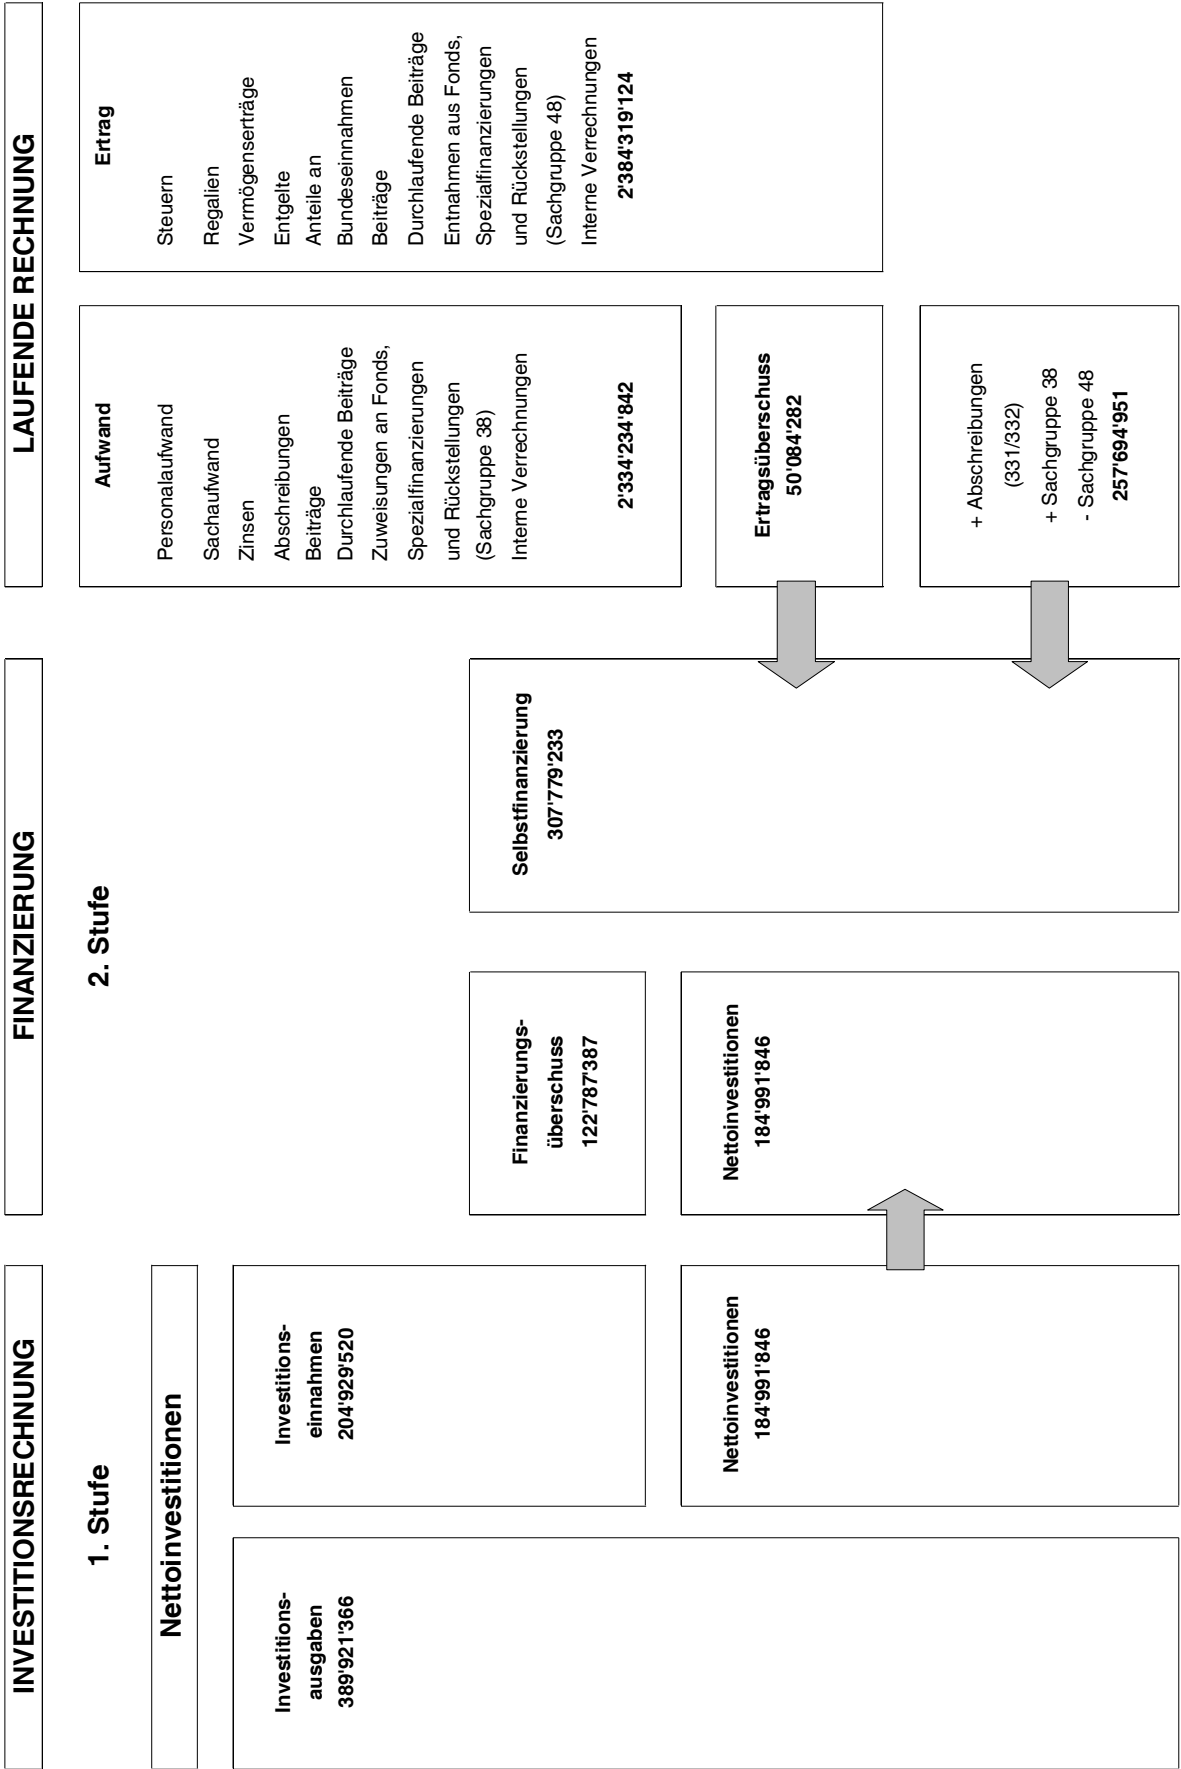 INVESTITIONSRECHNUNG
FINANZIERUNG
LAUFENDE RECHNUNG
1. Stufe
2. Stufe
Nettoinvestitionen
Investitions-
ausgaben
389'921'366
Investitions-
einnahmen
204'929'520
Nettoinvestitionen
184'991'846
Finanzierungs-
überschuss
122'787'387
Nettoinvestitionen
184'991'846
Selbstfinanzierung
307'779'233
Aufwand
Personalaufwand
Sachaufwand
Zinsen
Abschreibungen
Beiträge
Durchlaufende Beiträge
Zuweisungen an Fonds,
Spezialfinanzierungen
und Rückstellungen
(Sachgruppe 38)
Interne Verrechnungen
2'334'234'842
Ertragsüberschuss
50'084'282
+ Abschreibungen
(331/332)
+ Sachgruppe 38
- Sachgruppe 48
257'694'951
Ertrag
Steuern
Regalien
Vermögenserträge
Entgelte
Anteile an
Bundeseinnahmen
Beiträge
Durchlaufende Beiträge
Entnahmen aus Fonds,
Spezialfinanzierungen
und Rückstellungen
(Sachgruppe 48)
Interne Verrechnungen
2'384'319'124